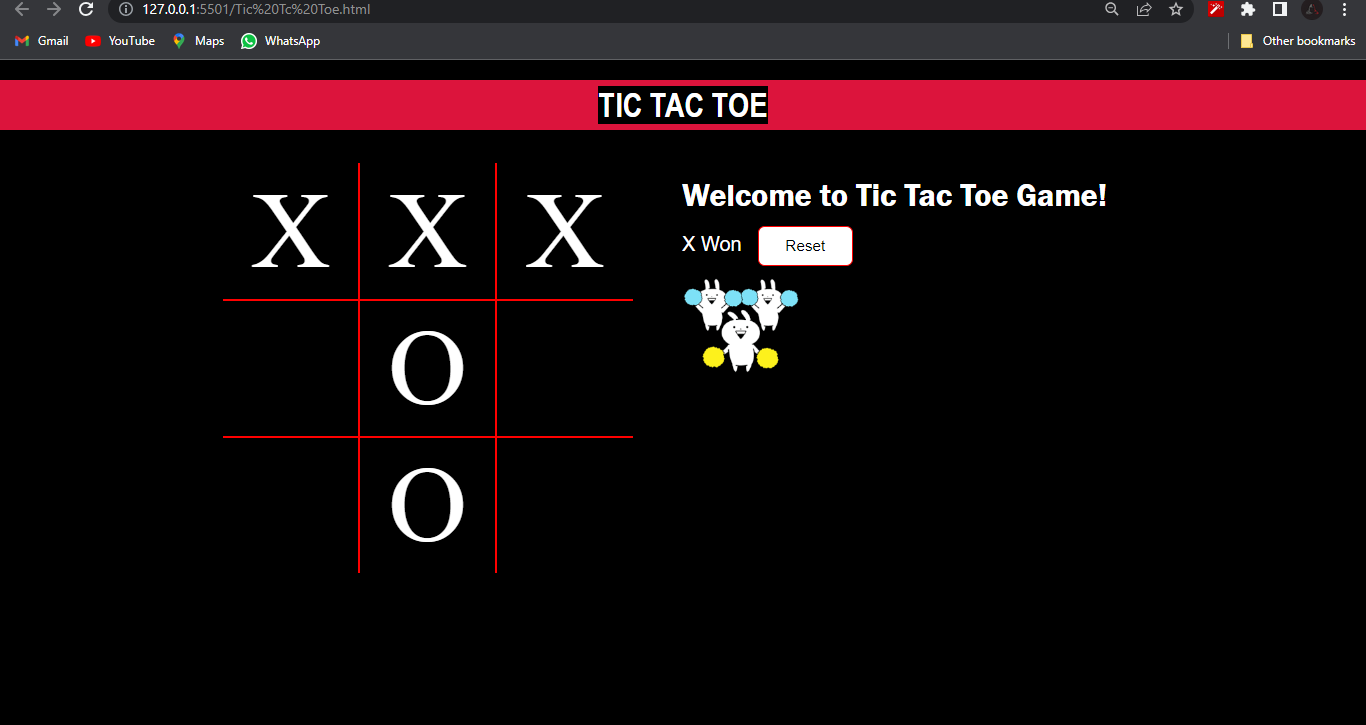 127.0.0.1:5501/Tic%20Tc%20Toe.html
Gmail YouTube Maps WhatsApp Other bookmarks
TIC TAC TOE
X X X
O
O
Welcome to Tic Tac Toe Game!
X Won Reset